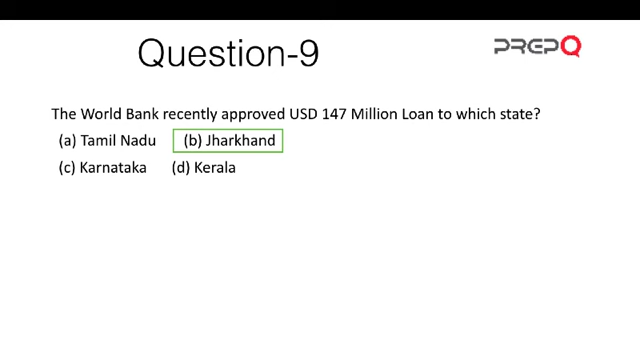 Question-9
PREPQ
The World Bank recently approved USD 147 Million Loan to which state?
(a) Tamil Nadu (b) Jharkhand
(c) Karnataka (d) Kerala